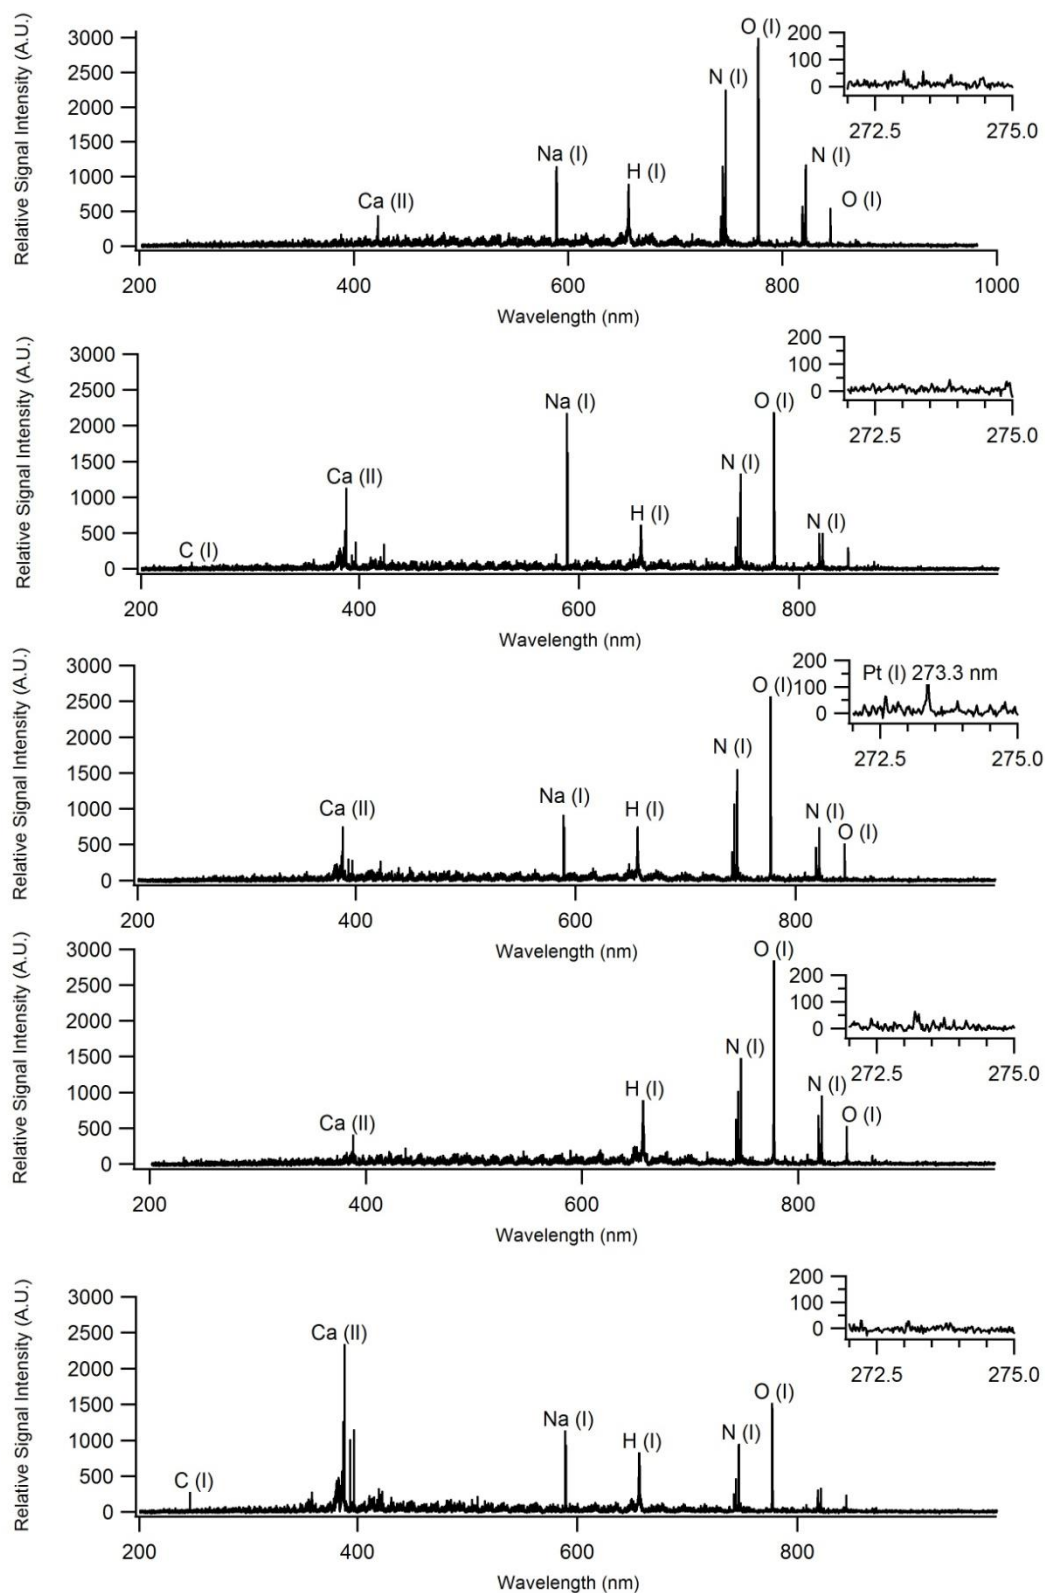 Relative Signal Intensity (A.U.)
3000
2500
2000
1500
1000
500
0
Ca (II)
Na (I)
H (I)
N (I)
O (I)
N (I)
O (I)
200
100
0
272.5 275.0
200 400 600 800 1000
Wavelength (nm)
Relative Signal Intensity (A.U.)
3000
2500
2000
1500
1000
500
0
C (I)
Ca (II)
Na (I)
H (I)
N (I)
O (I)
N (I)
200
100
0
272.5 275.0
200 400 600 800
Wavelength (nm)
Relative Signal Intensity (A.U.)
3000
2500
2000
1500
1000
500
0
Ca (II)
Na (I)
H (I)
N (I)
O (I)
N (I)
O (I)
200
100
0
Pt (I) 273.3 nm
272.5 275.0
200 400 600 800
Wavelength (nm)
Relative Signal Intensity (A.U.)
3000
2500
2000
1500
1000
500
0
Ca (II)
H (I)
N (I)
O (I)
N (I)
O (I)
200
100
0
272.5 275.0
200 400 600 800
Wavelength (nm)
Relative Signal Intensity (A.U.)
3000
2500
2000
1500
1000
500
0
C (I)
Ca (II)
Na (I)
H (I)
N (I)
O (I)
200
100
0
272.5 275.0
200 400 600 800
Wavelength (nm)